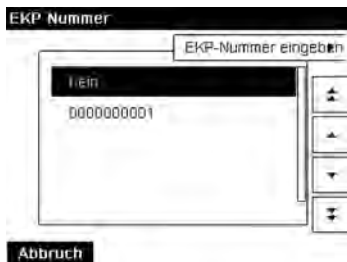 EKP Nummer
EKP-Nummer eingeben
Nein
0000000001
Abbruch